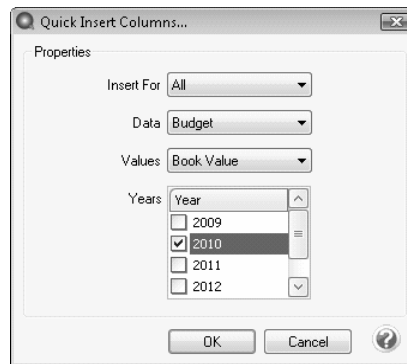 Quick Insert Columns...
Properties
Insert For All
Data Budget
Values Book Value
Years Year
2009
2010
2011
2012
OK Cancel ?